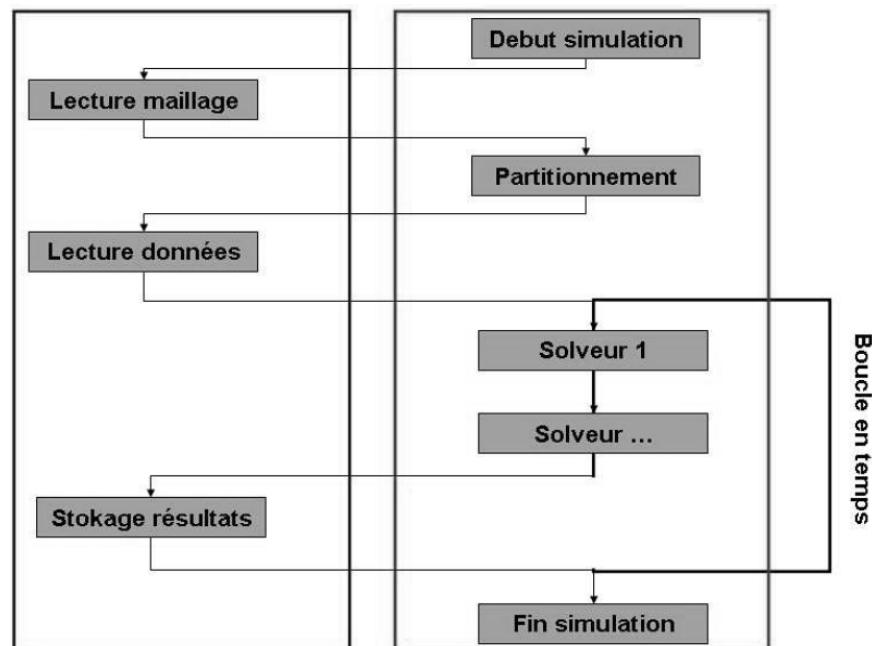 Debut simulation
Lecture maillage
Partitionnement
Lecture données
Solveur 1
Solveur ...
Stokage résultats
Fin simulation
Boucle en temps